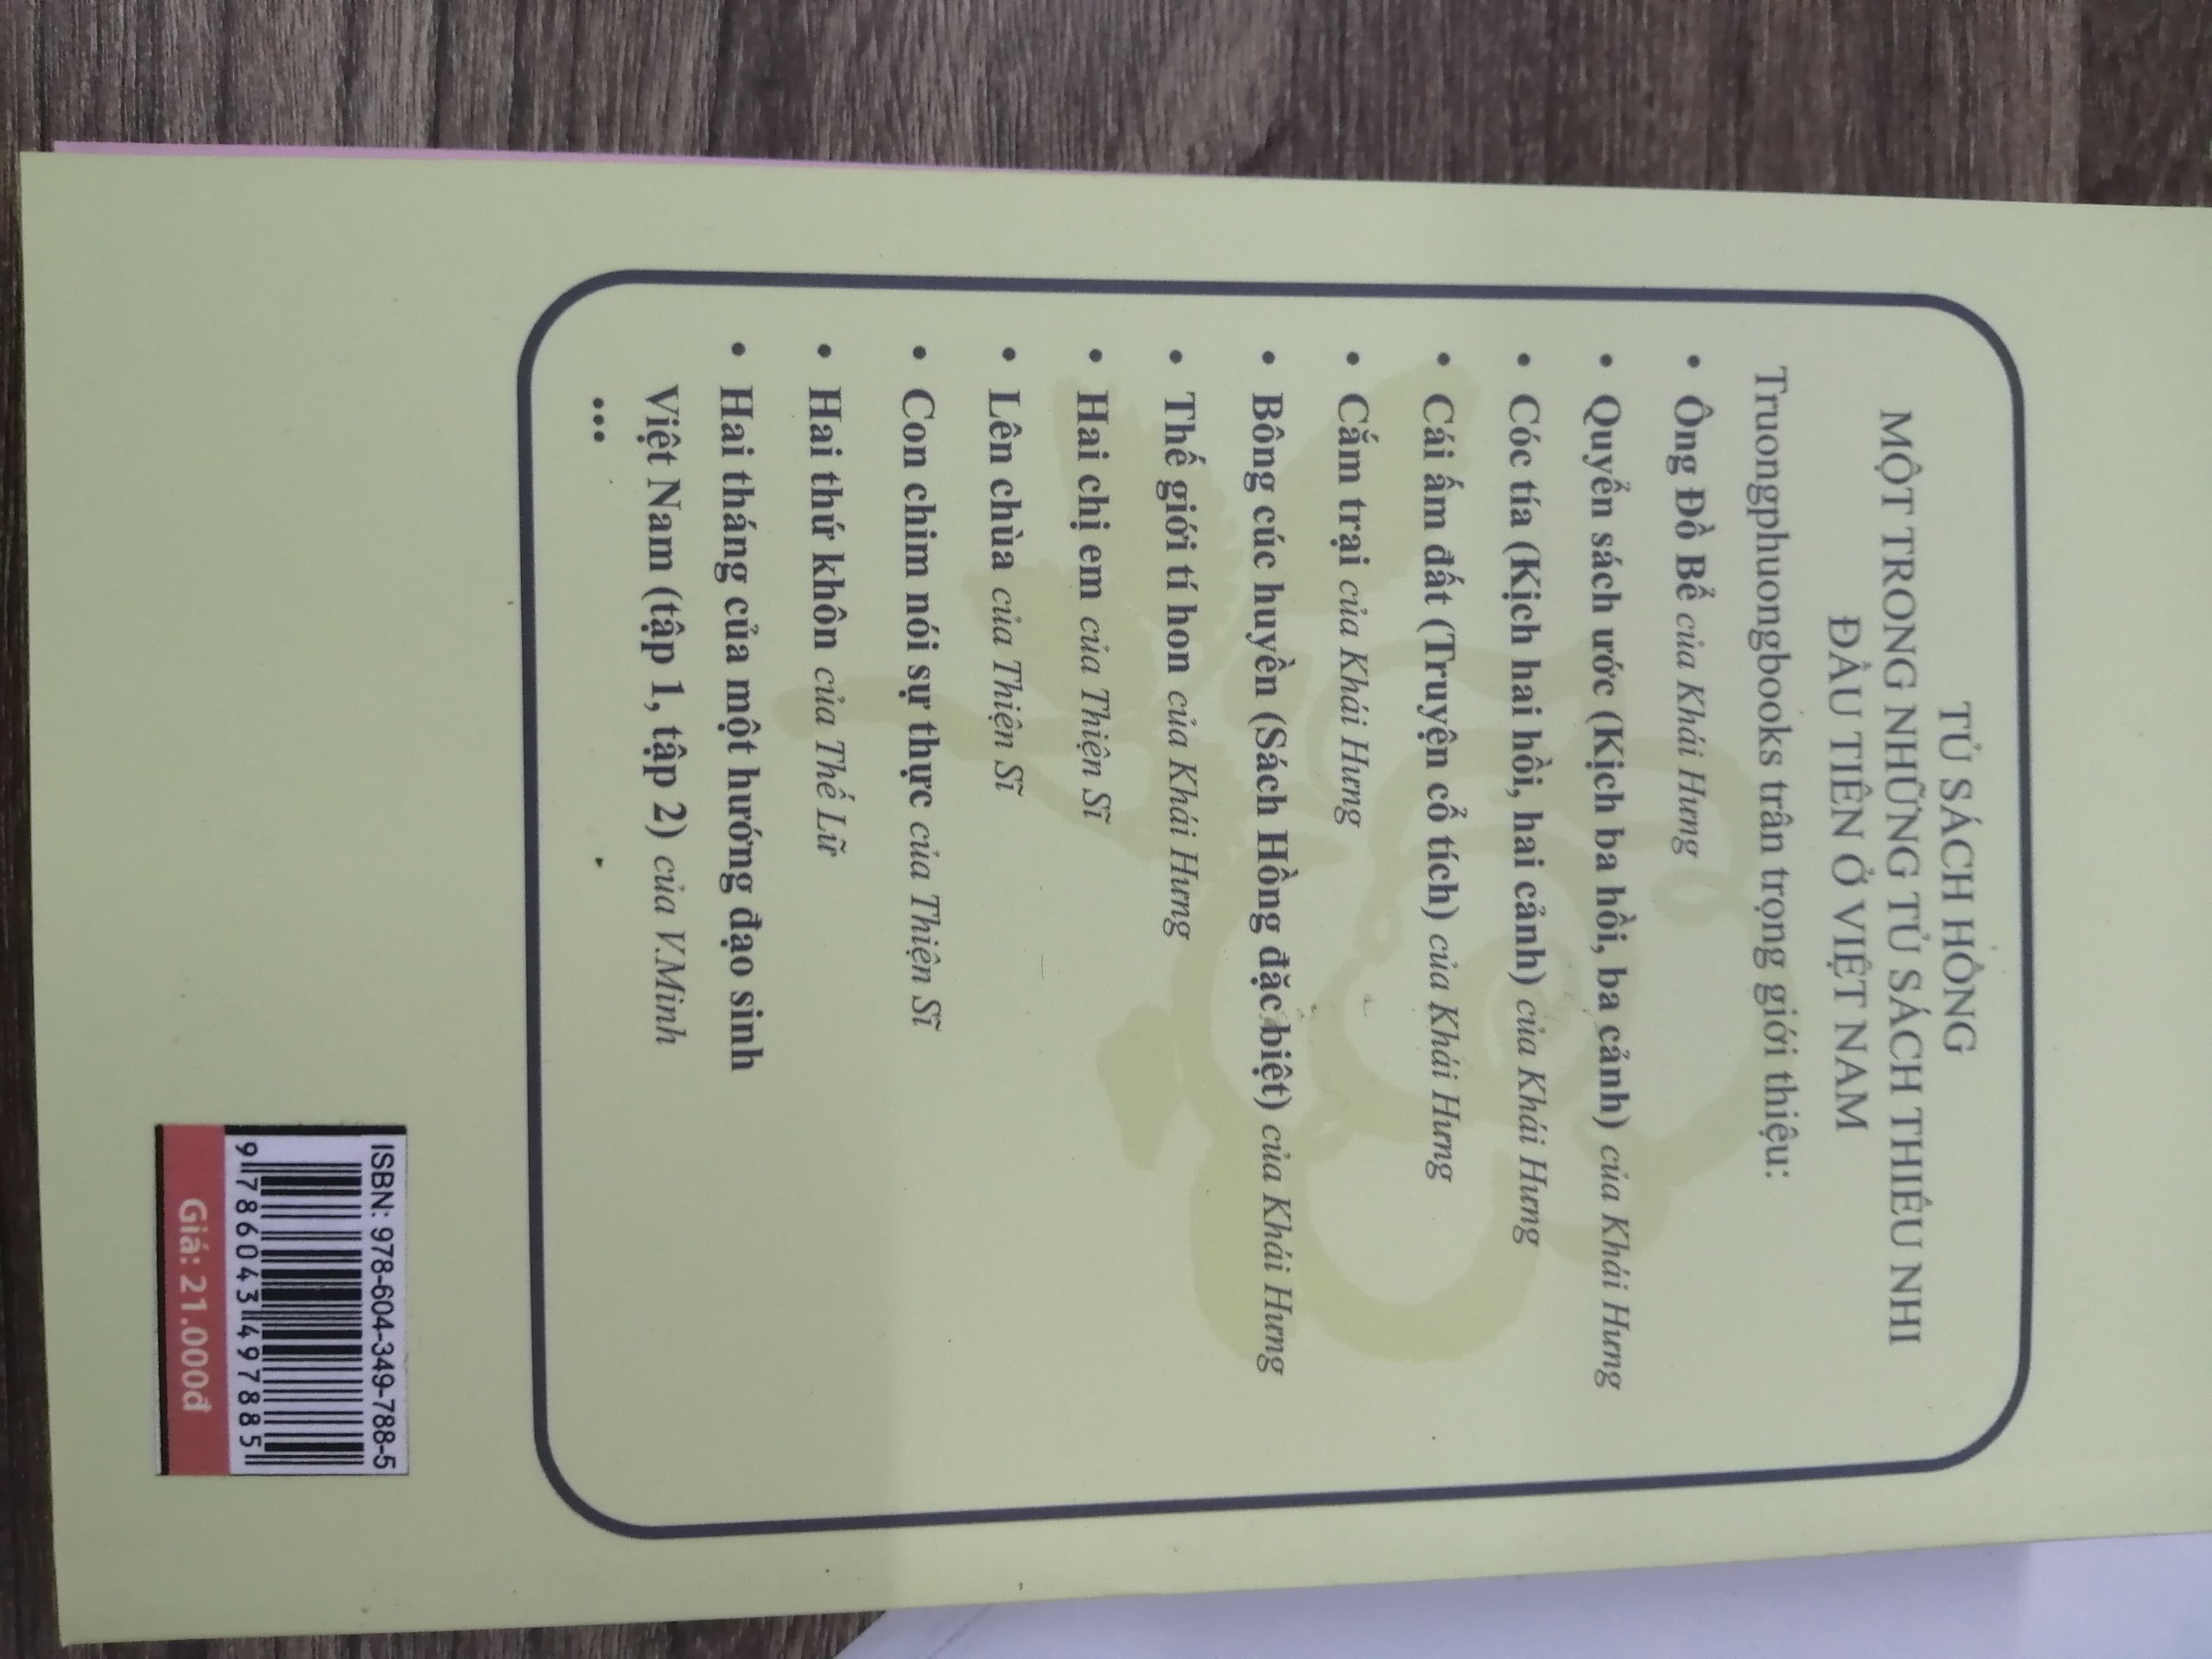 TỦ SÁCH HỒNG
MỘT TRONG NHỮNG TỦ SÁCH THIẾU NHI
ĐẦU TIÊN Ở VIỆT NAM
Truongphuongbooks trân trọng giới thiệu:
• Ông Đồ Bể của Khái Hưng
• Quyển sách ước (Kịch ba hồi, ba cảnh) của Khái Hưng
• Cóc tía (Kịch hai hồi, hai cảnh) của Khái Hưng
• Cái ấm đất (Truyện cổ tích) của Khái Hưng
• Cắm trại của Khái Hưng
• Bông cúc huyền (Sách Hồng đặc biệt) của Khái Hưng
• Thế giới tí hon của Khái Hưng
• Hai chị em của Thiện Sĩ
• Lên chùa của Thiện Sĩ
• Con chim nói sự thực của Thiện Sĩ
• Hai thứ khôn của Thế Lữ
• Hai tháng của một hướng đạo sinh
Việt Nam (tập 1, tập 2) của V.Minh
...
ISBN: 978-604-349-788-5
9 786043 497885
Giá: 21.000đ